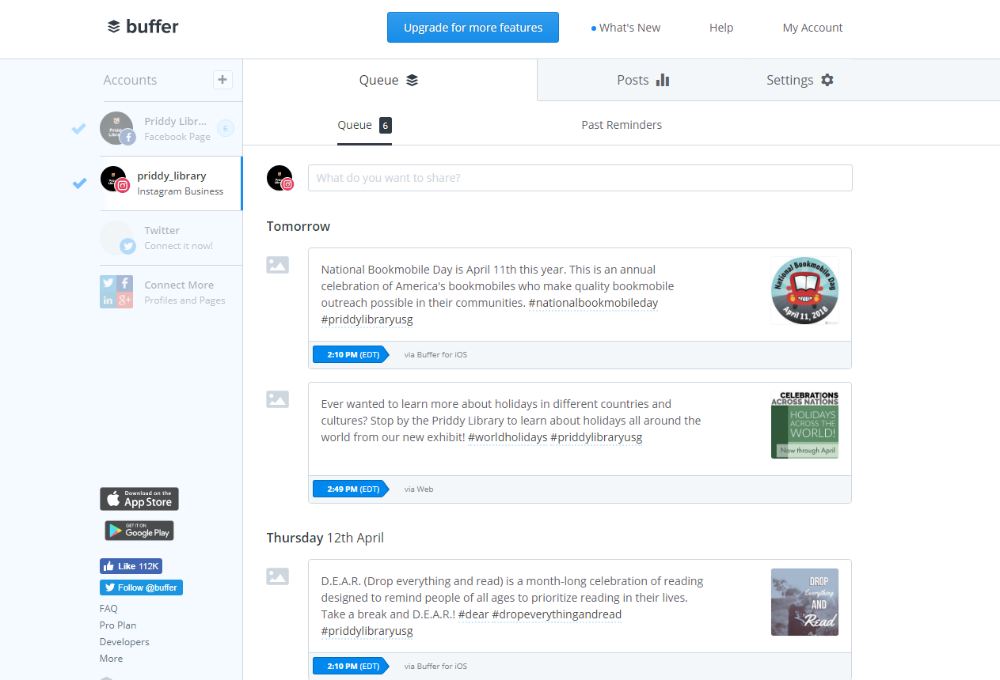 buffer
Upgrade for more features
What's New
Help
My Account
Accounts
+
Queue
Posts
Settings
Priddy Libr...
Facebook Page
6
priddy_library
Instagram Business
Twitter
Connect it now!
Connect More
Profiles and Pages
Queue 6
Past Reminders
What do you want to share?
Tomorrow
National Bookmobile Day is April 11th this year. This is an annual
celebration of America's bookmobiles who make quality bookmobile
outreach possible in their communities. #nationalbookmobileday
#priddylibraryusg
National Bookmobile Day
April 11, 2018
2:10 PM (EDT)
via Buffer for iOS
Ever wanted to learn more about holidays in different countries and
cultures? Stop by the Priddy Library to learn about holidays all around the
world from our new exhibit! #worldholidays #priddylibraryusg
CELEBRATIONS
ACROSS NATIONS
HOLIDAYS
ACROSS THE
WORLD!
Now through April
2:49 PM (EDT)
via Web
Thursday 12th April
D.E.A.R. (Drop everything and read) is a month-long celebration of reading
designed to remind people of all ages to prioritize reading in their lives.
Take a break and D.E.A.R.! #dear #dropeverythingandread
#priddylibraryusg
DROP
Everything
AND
Read
2:10 PM (EDT)
via Buffer for iOS
Download on the
App Store
GET IT ON
Google Play
Like 112K
Follow @buffer
FAQ
Pro Plan
Developers
More